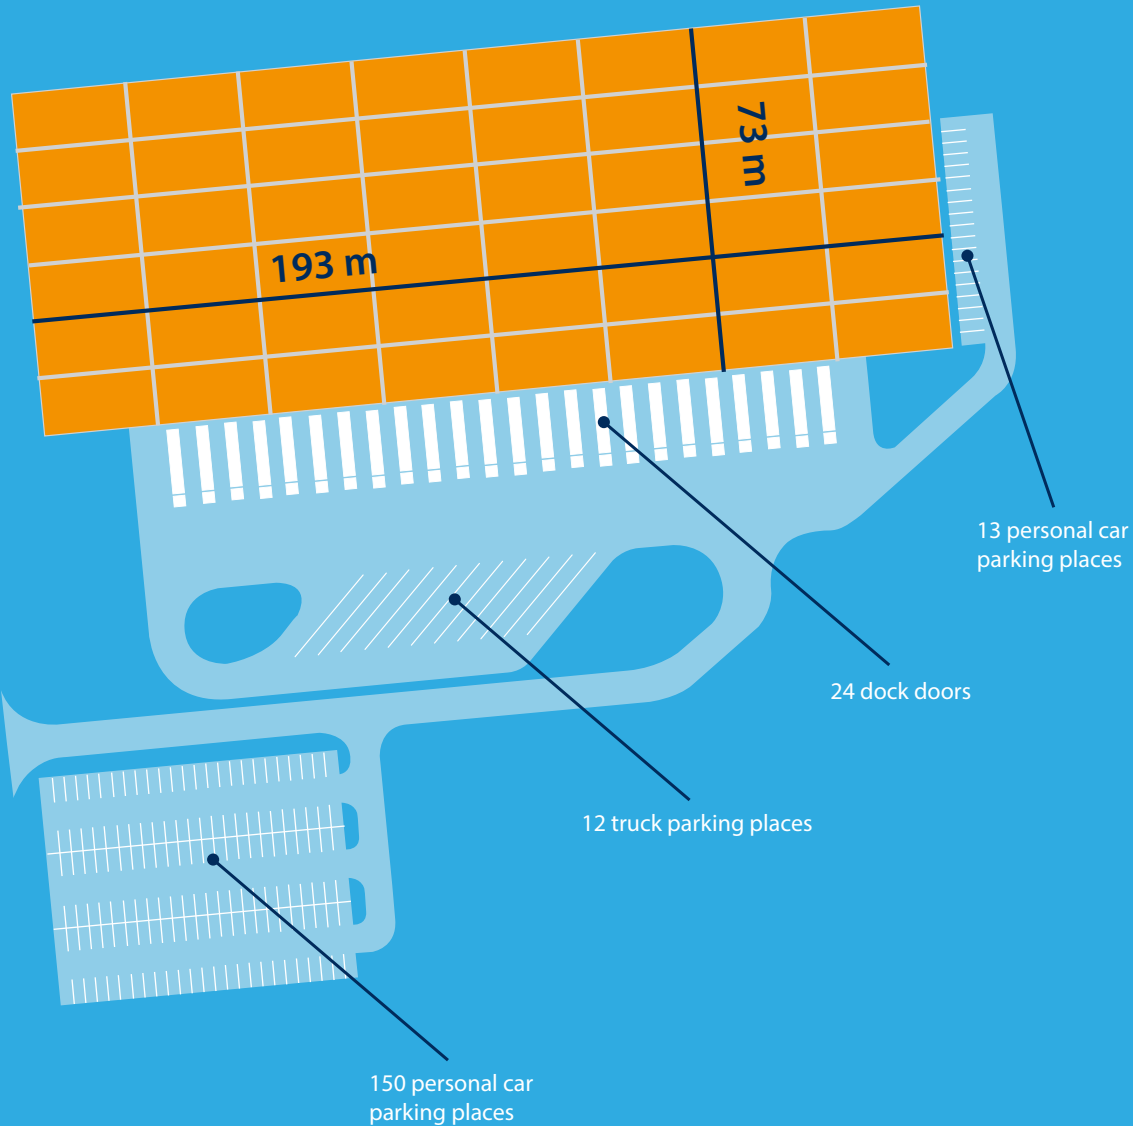 73 m
193 m
13 personal car
parking places
24 dock doors
12 truck parking places
150 personal car
parking places